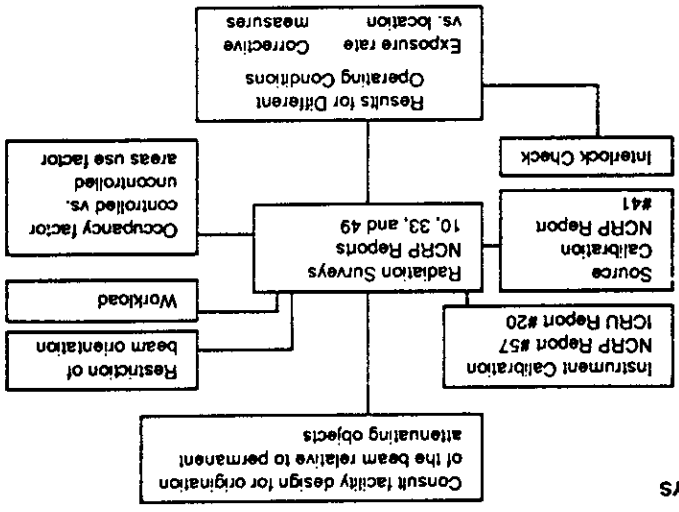 ys
Consult facility design for origination
of the beam relative to permanent
attenuating objects
Restriction of
beam orientation
Instrument Calibration
NCRP Report #57
ICRU Report #20
Workload
Radiation Surveys
NCRP Reports
10, 33, and 49
Source
Calibration
NCRP Report
#41
Occupancy factor
controlled vs.
uncontrolled
areas use factor
Interlock Check
Results for Different
Operating Conditions
Exposure rate Corrective
vs. location measures